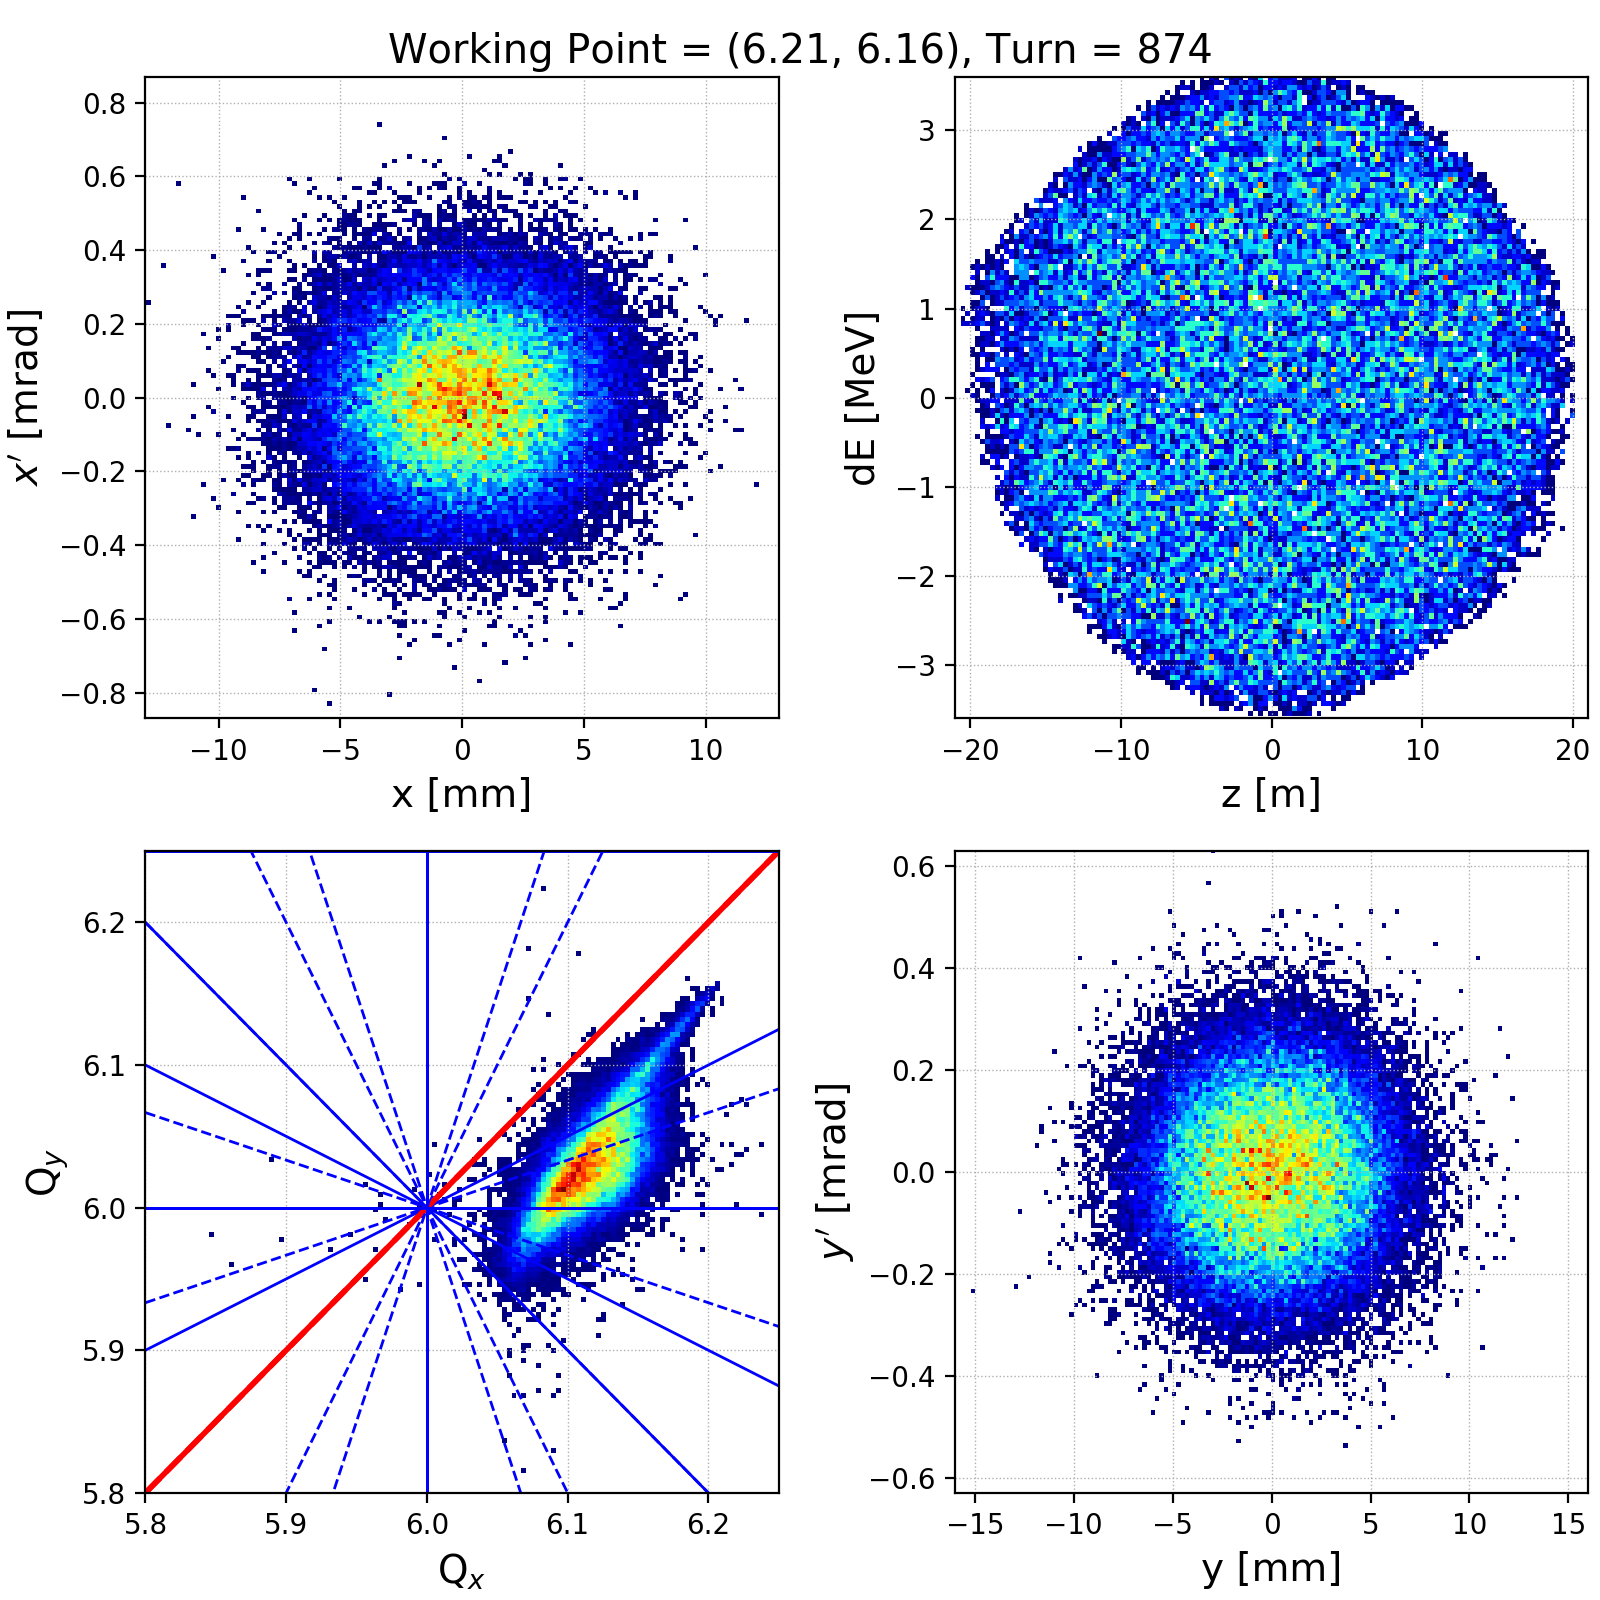 Working Point = (6.21, 6.16), Turn = 874
0.8
0.6
0.4
0.2
0.0
−0.2
−0.4
−0.6
−0.8
x′ [mrad]
−10 −5 0 5 10
x [mm]
3
2
1
0
−1
−2
−3
dE [MeV]
−20 −10 0 10 20
z [m]
6.2
6.1
6.0
5.9
5.8
Qy
5.8 5.9 6.0 6.1 6.2
Qx
0.6
0.4
0.2
0.0
−0.2
−0.4
−0.6
y′ [mrad]
−15 −10 −5 0 5 10 15
y [mm]